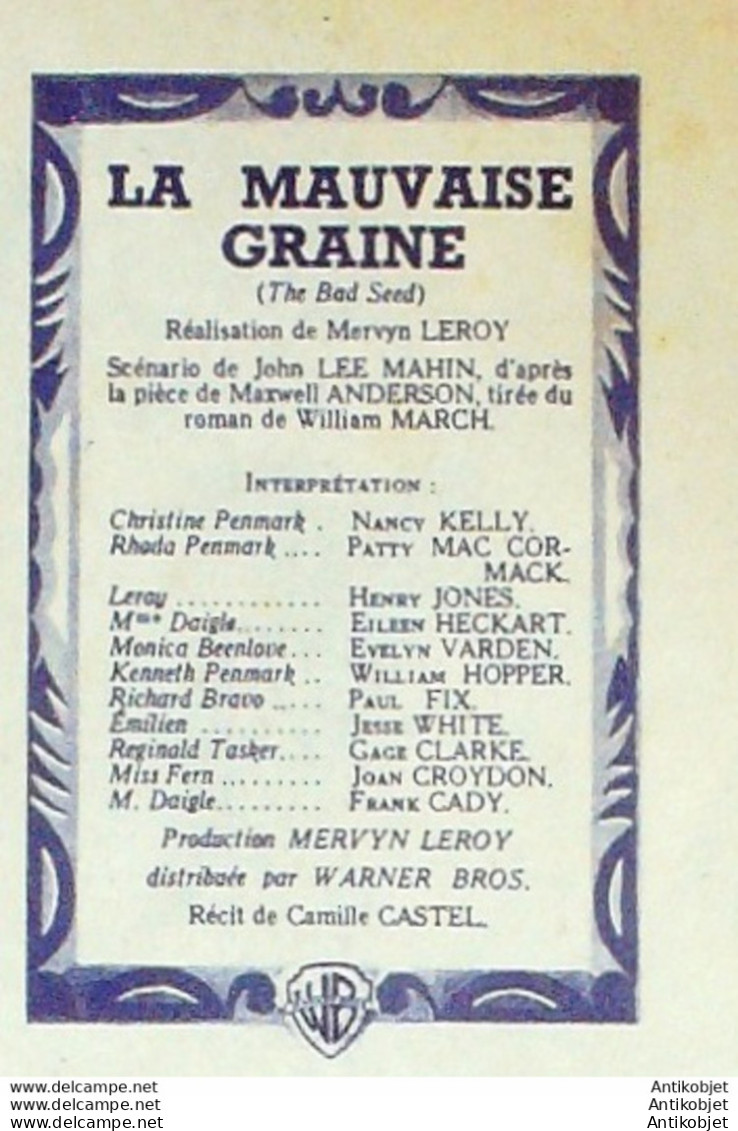 LA MAUVAISE
GRAINE
(The Bad Seed)
Réalisation de Mervyn LEROY
Scénario de John LEE MAHIN, d'après
la pièce de Maxwell ANDERSON, tirée du
roman de William MARCH.
INTERPRÉTATION :
Christine Penmark . NANCY KELLY.
Rhoda Penmark .... PATTY MAC COR-
MACK.
Leroy ............ HENRY JONES.
Mme Daigle........ EILEEN HECKART.
Monica Beenlove... EVELYN VARDEN.
Kenneth Penmark .. WILLIAM HOPPER.
Richard Bravo ..... PAUL FIX.
Émilien .......... JESSE WHITE.
Reginald Tasker.... GAGE CLARKE.
Miss Fern ......... JOAN CROYDON.
M. Daigle......... FRANK CADY.
Production MERVYN LEROY
distribuée par WARNER BROS.
Récit de Camille CASTEL.
WB
delcampe.net Antikobjet
delcampe.net Antikobjet
delcampe.net Antikobjet